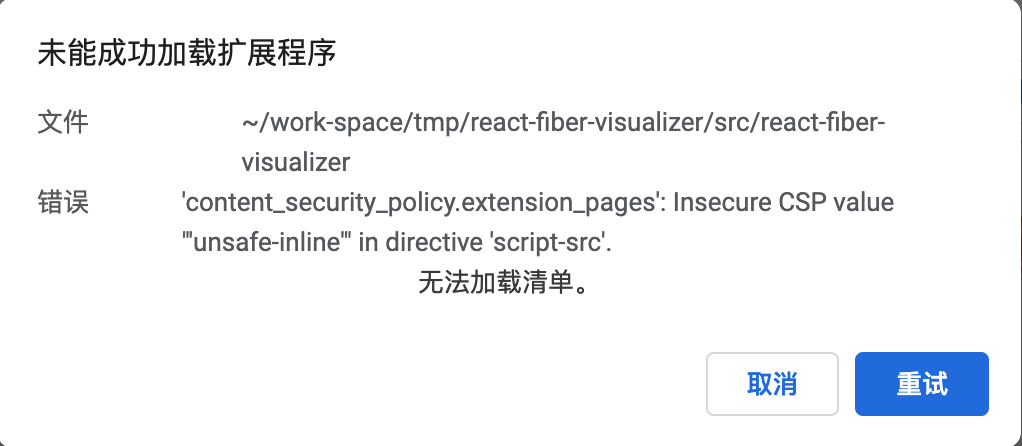 未能成功加载扩展程序
文件 ~/work-space/tmp/react-fiber-visualizer/src/react-fiber-
visualizer
错误 'content_security_policy.extension_pages': Insecure CSP value
"'unsafe-inline'" in directive 'script-src'.
无法加载清单。
取消 重试